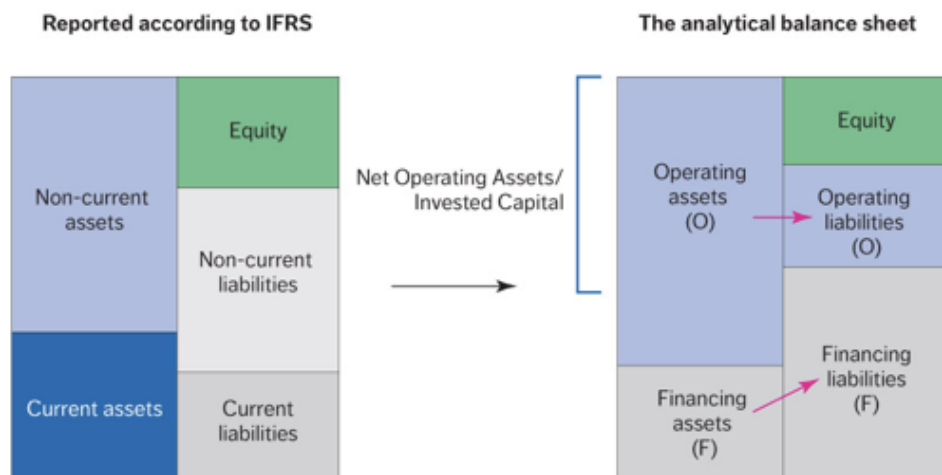 Reported according to IFRS
The analytical balance sheet
Non-current
assets
Current assets
Equity
Non-current
liabilities
Current
liabilities
Net Operating Assets/
Invested Capital
Operating
assets
(O)
Financing
assets
(F)
Equity
Operating
liabilities
(O)
Financing
liabilities
(F)